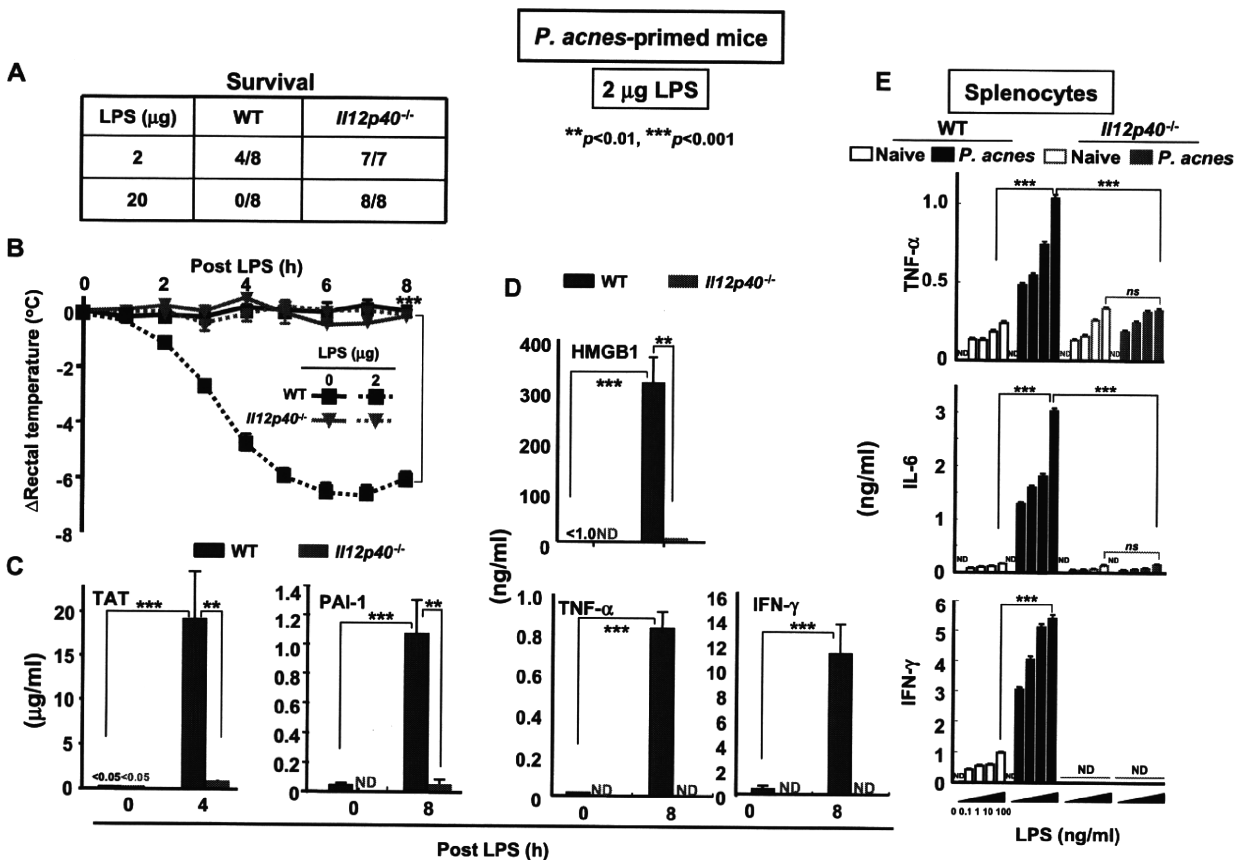 P. acnes-primed mice
2 μg LPS
**p<0.01, ***p<0.001
A
Survival
LPS (μg) WT Il12p40-/-
2 4/8 7/7
20 0/8 8/8
B
Post LPS (h)
0 2 4 6 8
***
ΔRectal temperature (ºC)
0
-2
-4
-6
-8
LPS (μg)
0 2
WT
Il12p40-/-
C
WT Il12p40-/-
(μg/ml)
TAT
*** **
20
15
10
5
0
<0.05<0.05
0 4
PAI-1
*** **
1.4
1.2
1.0
0.8
0.6
0.4
0.2
0
ND
0 8
D
WT Il12p40-/-
(ng/ml)
HMGB1
**
***
400
300
200
100
0
<1.0ND
TNF-α
***
1.0
0.8
0.6
0.4
0.2
0
ND ND
0 8
IFN-γ
***
16
14
12
10
8
6
4
2
0
ND ND
0 8
Post LPS (h)
E
Splenocytes
WT Il12p40-/-
Naive P. acnes Naive P. acnes
(ng/ml)
TNF-α
*** ***
ns
1.0
0.5
0
ND ND ND ND
IL-6
*** ***
ns
3
2
1
0
ND ND ND ND
IFN-γ
***
6
5
4
3
2
1
0
ND ND ND ND
0 0.1 1 10 100
LPS (ng/ml)